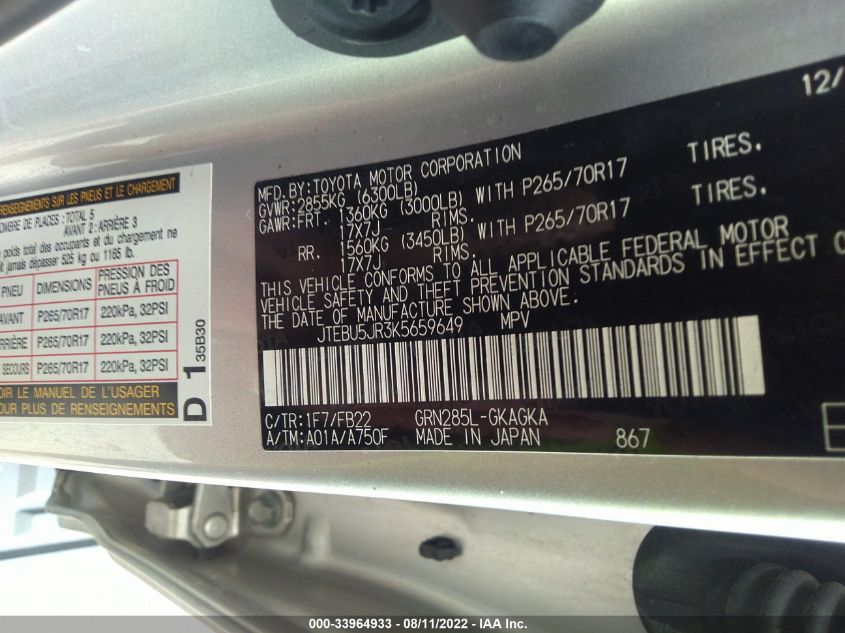 RENSEIGNEMENTS SUR LES PNEUS ET LE CHARGEMENT
NOMBRE DE PLACES : TOTAL 5
AVANT 2 : ARRIÈRE 3
poids total des occupants et du chargement ne
jamais dépasser 525 kg ou 1165 lb.
PNEU DIMENSIONS PRESSION DES PNEUS À FROID
AVANT P265/70R17 220kPa, 32PSI
ARRIÈRE P265/70R17 220kPa, 32PSI
SECOURS P265/70R17 220kPa, 32PSI
VOIR LE MANUEL DE L'USAGER
POUR PLUS DE RENSEIGNEMENTS
D 1 35B30
12/
MFD. BY: TOYOTA MOTOR CORPORATION
GVWR: 2855KG (6300LB)
GAWR: FRT. 1360KG (3000LB) WITH P265/70R17 TIRES.
17X7J RIMS.
RR. 1560KG (3450LB) WITH P265/70R17 TIRES.
17X7J RIMS.
THIS VEHICLE CONFORMS TO ALL APPLICABLE FEDERAL MOTOR
VEHICLE SAFETY AND THEFT PREVENTION STANDARDS IN EFFECT O
THE DATE OF MANUFACTURE SHOWN ABOVE.
JTEBU5JR3K5659649 MPV
C/TR: 1F7/FB22 GRN285L-GKAGKA
A/TM: A01A/A750F MADE IN JAPAN 867
000-33964933 - 08/11/2022 - IAA Inc.